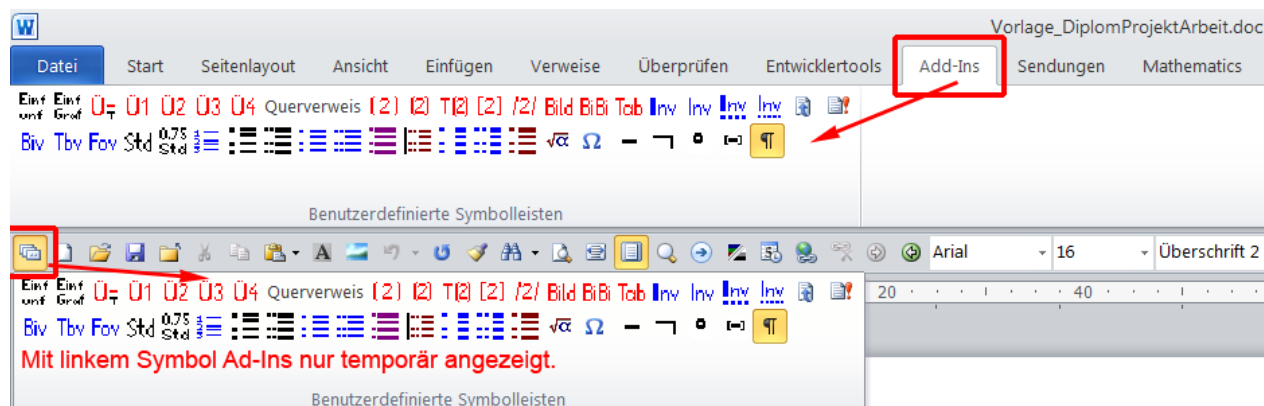 W Vorlage_DiplomProjektArbeit.doc
Datei Start Seitenlayout Ansicht Einfügen Verweise Überprüfen Entwicklertools Add-Ins Sendungen Mathematics
Einf Einf Ü Ü1 Ü2 Ü3 Ü4 Querverweis (2) (2) T(2) [2] /2/ Bild BiBi Tab Inv Inv Inv Inv
unf Graf
Biv Tbv Fov Std 0.75 √α Ω ¶
Std
Benutzerdefinierte Symbolleisten
A Arial 16 Überschrift 2
Einf Einf Ü Ü1 Ü2 Ü3 Ü4 Querverweis (2) (2) T(2) [2] /2/ Bild BiBi Tab Inv Inv Inv Inv 20 40
unf Graf
Biv Tbv Fov Std 0.75 √α Ω ¶
Std
Mit linkem Symbol Ad-Ins nur temporär angezeigt.
Benutzerdefinierte Symbolleisten